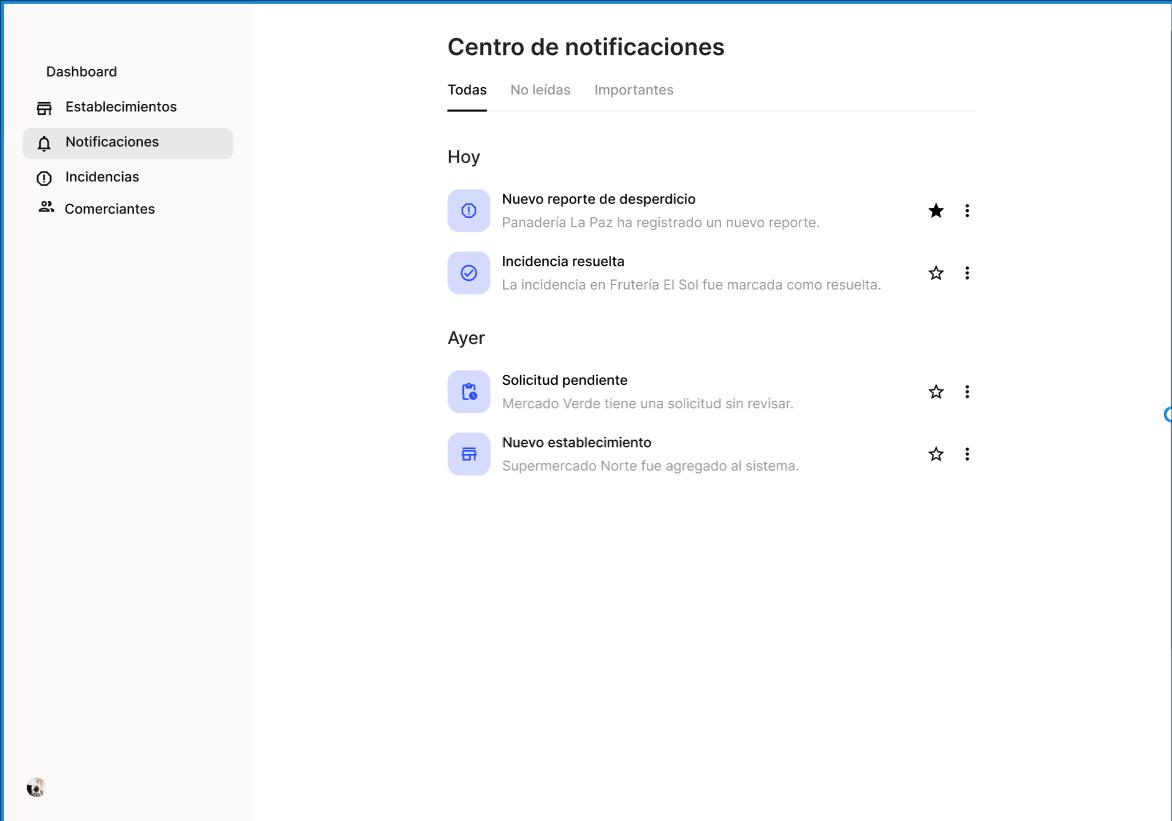 Dashboard
Establecimientos
Notificaciones
Incidencias
Comerciantes
Centro de notificaciones
Todas
No leídas
Importantes
Hoy
Nuevo reporte de desperdicio
Panadería La Paz ha registrado un nuevo reporte.
Incidencia resuelta
La incidencia en Frutería El Sol fue marcada como resuelta.
Ayer
Solicitud pendiente
Mercado Verde tiene una solicitud sin revisar.
Nuevo establecimiento
Supermercado Norte fue agregado al sistema.